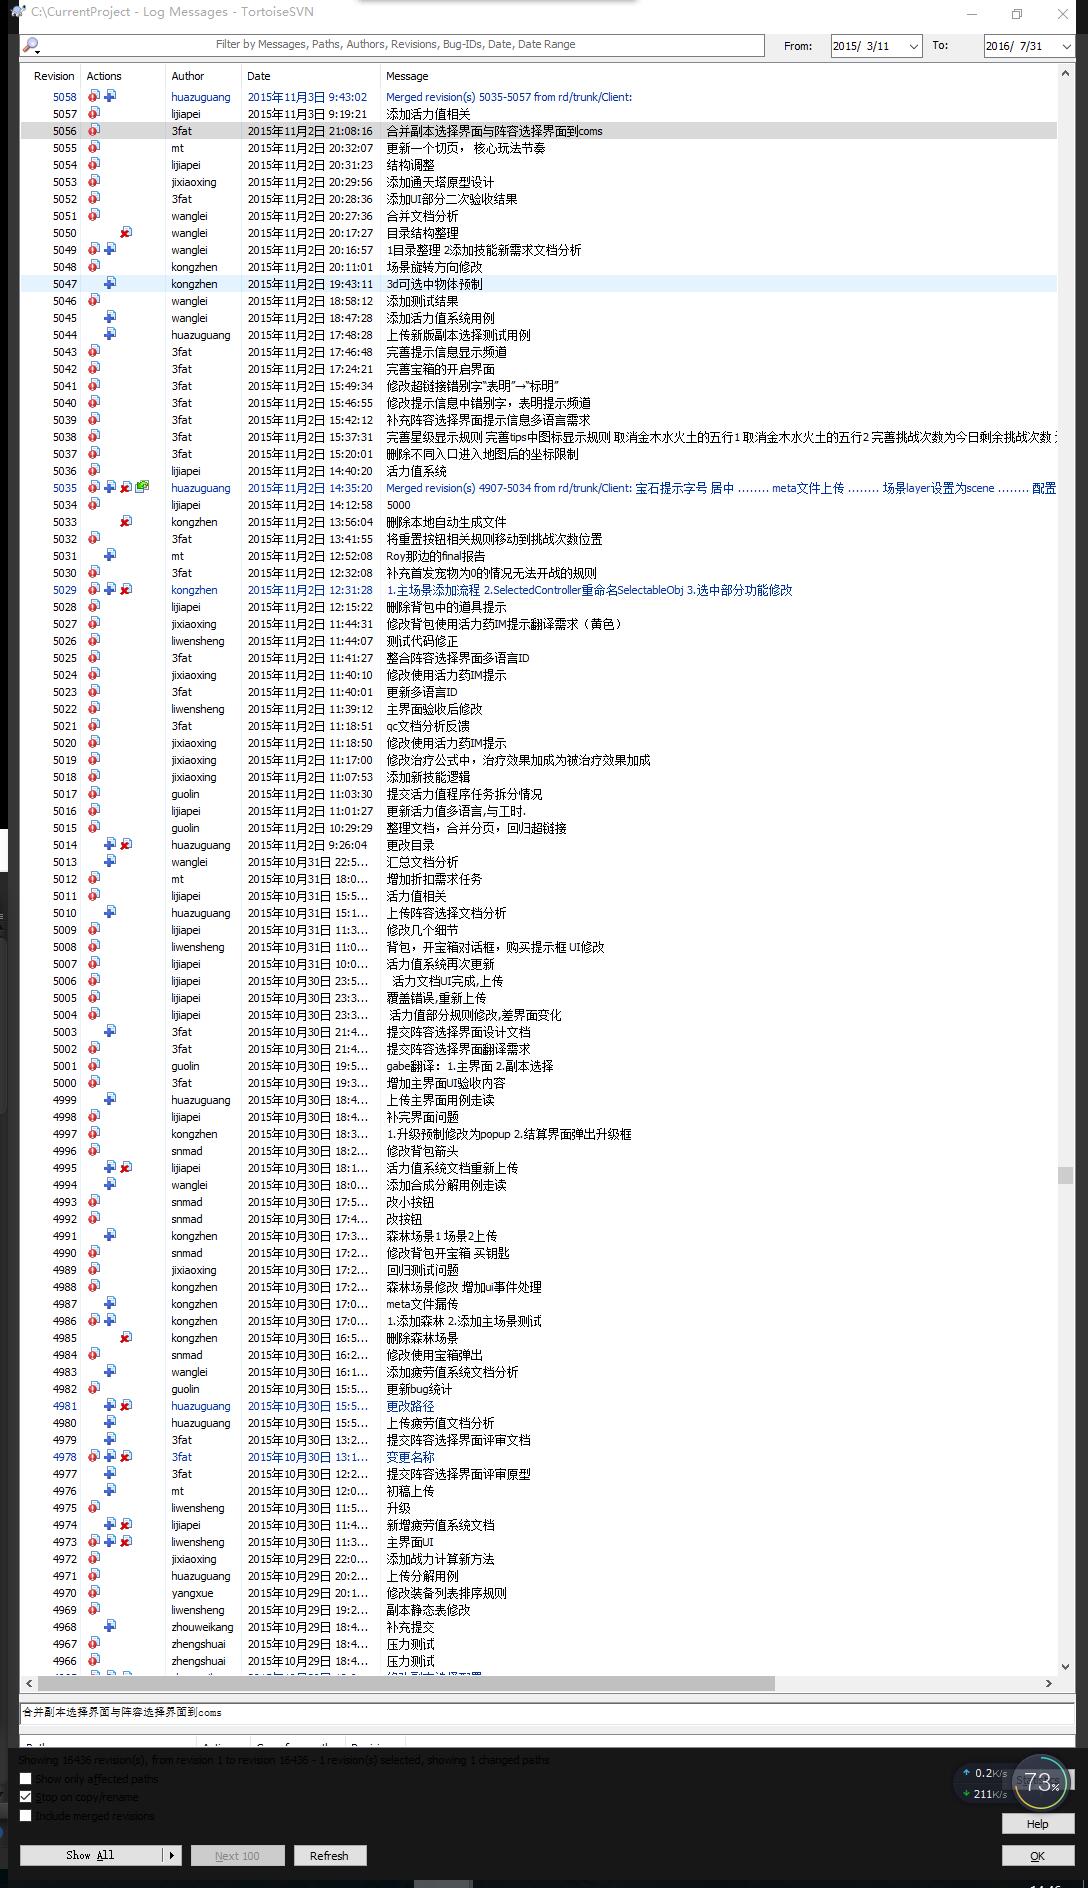 C:\CurrentProject - Log Messages - TortoiseSVN
Filter by Messages, Paths, Authors, Revisions, Bug-IDs, Date, Date Range From: 2015/ 3/11 To: 2016/ 7/31
Revision Actions Author Date Message
5058 huazuguang 2015年11月3日 9:43:02 Merged revision(s) 5035-5057 from rd/trunk/Client:
5057 lijiapei 2015年11月3日 9:19:21 添加活力值相关
5056 3fat 2015年11月2日 21:08:16 合并副本选择界面与阵容选择界面到coms
5055 mt 2015年11月2日 20:32:07 更新一个切页， 核心玩法节奏
5054 lijiapei 2015年11月2日 20:31:23 结构调整
5053 jixiaoxing 2015年11月2日 20:29:56 添加通天塔原型设计
5052 3fat 2015年11月2日 20:28:36 添加UI部分二次验收结果
5051 wanglei 2015年11月2日 20:27:36 合并文档分析
5050 wanglei 2015年11月2日 20:17:27 目录结构整理
5049 wanglei 2015年11月2日 20:16:57 1目录整理 2添加技能新需求文档分析
5048 kongzhen 2015年11月2日 20:11:01 场景旋转方向修改
5047 kongzhen 2015年11月2日 19:43:11 3d可选中物体预制
5046 wanglei 2015年11月2日 18:58:12 添加测试结果
5045 wanglei 2015年11月2日 18:47:28 添加活力值系统用例
5044 huazuguang 2015年11月2日 17:48:28 上传新版副本选择测试用例
5043 3fat 2015年11月2日 17:46:48 完善提示信息显示频道
5042 3fat 2015年11月2日 17:24:21 完善宝箱的开启界面
5041 3fat 2015年11月2日 15:49:34 修改超链接错别字“表明”→“标明”
5040 3fat 2015年11月2日 15:46:55 修改提示信息中错别字，表明提示频道
5039 3fat 2015年11月2日 15:42:12 补充阵容选择界面提示信息多语言需求
5038 3fat 2015年11月2日 15:37:31 完善星级显示规则 完善tips中图标显示规则 取消金木水火土的五行1 取消金木水火土的五行2 完善挑战次数为今日剩余挑战次数
5037 3fat 2015年11月2日 15:20:01 删除不同入口进入地图后的坐标限制
5036 lijiapei 2015年11月2日 14:40:20 活力值系统
5035 huazuguang 2015年11月2日 14:35:20 Merged revision(s) 4907-5034 from rd/trunk/Client: 宝石提示字号 居中 ........ meta文件上传 ........ 场景layer设置为scene ........ 配置
5034 lijiapei 2015年11月2日 14:12:58 5000
5033 kongzhen 2015年11月2日 13:56:04 删除本地自动生成文件
5032 3fat 2015年11月2日 13:41:55 将重置按钮相关规则移动到挑战次数位置
5031 mt 2015年11月2日 12:52:08 Roy那边的final报告
5030 3fat 2015年11月2日 12:32:08 补充首发宠物为0的情况无法开战的规则
5029 kongzhen 2015年11月2日 12:31:28 1.主场景添加流程 2.SelectedController重命名SelectableObj 3.选中部分功能修改
5028 lijiapei 2015年11月2日 12:15:22 删除背包中的道具提示
5027 jixiaoxing 2015年11月2日 11:44:31 修改背包使用活力药IM提示翻译需求（黄色）
5026 liwensheng 2015年11月2日 11:44:07 测试代码修正
5025 3fat 2015年11月2日 11:41:27 整合阵容选择界面多语言ID
5024 jixiaoxing 2015年11月2日 11:40:10 修改使用活力药IM提示
5023 3fat 2015年11月2日 11:40:01 更新多语言ID
5022 liwensheng 2015年11月2日 11:39:12 主界面验收后修改
5021 3fat 2015年11月2日 11:18:51 qc文档分析反馈
5020 jixiaoxing 2015年11月2日 11:18:50 修改使用活力药IM提示
5019 jixiaoxing 2015年11月2日 11:17:00 修改治疗公式中，治疗效果加成为被治疗效果加成
5018 jixiaoxing 2015年11月2日 11:07:53 添加新技能逻辑
5017 guolin 2015年11月2日 11:03:30 提交活力值程序任务拆分情况
5016 lijiapei 2015年11月2日 11:01:27 更新活力值多语言,与工时.
5015 guolin 2015年11月2日 10:29:29 整理文档，合并分页，回归超链接
5014 huazuguang 2015年11月2日 9:26:04 更改目录
5013 wanglei 2015年10月31日 22:5... 汇总文档分析
5012 mt 2015年10月31日 18:0... 增加折扣需求任务
5011 lijiapei 2015年10月31日 15:5... 活力值相关
5010 huazuguang 2015年10月31日 15:1... 上传阵容选择文档分析
5009 lijiapei 2015年10月31日 11:3... 修改几个细节
5008 liwensheng 2015年10月31日 11:0... 背包，开宝箱对话框，购买提示框 UI修改
5007 lijiapei 2015年10月31日 10:0... 活力值系统再次更新
5006 lijiapei 2015年10月30日 23:5... 活力文档UI完成,上传
5005 lijiapei 2015年10月30日 23:3... 覆盖错误,重新上传
5004 lijiapei 2015年10月30日 23:3... 活力值部分规则修改,差界面变化
5003 3fat 2015年10月30日 21:4... 提交阵容选择界面设计文档
5002 3fat 2015年10月30日 21:4... 提交阵容选择界面翻译需求
5001 guolin 2015年10月30日 19:5... gabe翻译：1.主界面 2.副本选择
5000 3fat 2015年10月30日 19:3... 增加主界面UI验收内容
4999 huazuguang 2015年10月30日 18:4... 上传主界面用例走读
4998 lijiapei 2015年10月30日 18:4... 补完界面问题
4997 kongzhen 2015年10月30日 18:3... 1.升级预制修改为popup 2.结算界面弹出升级框
4996 snmad 2015年10月30日 18:2... 修改背包箭头
4995 lijiapei 2015年10月30日 18:1... 活力值系统文档重新上传
4994 wanglei 2015年10月30日 18:0... 添加合成分解用例走读
4993 snmad 2015年10月30日 17:5... 改小按钮
4992 snmad 2015年10月30日 17:4... 改按钮
4991 kongzhen 2015年10月30日 17:3... 森林场景1 场景2上传
4990 snmad 2015年10月30日 17:2... 修改背包开宝箱 买钥匙
4989 jixiaoxing 2015年10月30日 17:2... 回归测试问题
4988 kongzhen 2015年10月30日 17:2... 森林场景修改 增加ui事件处理
4987 kongzhen 2015年10月30日 17:0... meta文件漏传
4986 kongzhen 2015年10月30日 17:0... 1.添加森林 2.添加主场景测试
4985 kongzhen 2015年10月30日 16:5... 删除森林场景
4984 snmad 2015年10月30日 16:2... 修改使用宝箱弹出
4983 wanglei 2015年10月30日 16:1... 添加疲劳值系统文档分析
4982 guolin 2015年10月30日 15:5... 更新bug统计
4981 huazuguang 2015年10月30日 15:5... 更改路径
4980 huazuguang 2015年10月30日 15:5... 上传疲劳值文档分析
4979 3fat 2015年10月30日 13:2... 提交阵容选择界面评审文档
4978 3fat 2015年10月30日 13:1... 变更名称
4977 3fat 2015年10月30日 12:2... 提交阵容选择界面评审原型
4976 mt 2015年10月30日 12:0... 初稿上传
4975 liwensheng 2015年10月30日 11:5... 升级
4974 lijiapei 2015年10月30日 11:4... 新增疲劳值系统文档
4973 liwensheng 2015年10月30日 11:3... 主界面UI
4972 jixiaoxing 2015年10月29日 22:0... 添加战力计算新方法
4971 huazuguang 2015年10月29日 20:2... 上传分解用例
4970 yangxue 2015年10月29日 20:1... 修改装备列表排序规则
4969 liwensheng 2015年10月29日 19:2... 副本静态表修改
4968 zhouweikang 2015年10月29日 18:4... 补充提交
4967 zhengshuai 2015年10月29日 18:4... 压力测试
4966 zhengshuai 2015年10月29日 18:4... 压力测试
合并副本选择界面与阵容选择界面到coms
Showing 16436 revision(s), from revision 1 to revision 16436 - 1 revision(s) selected, showing 1 changed paths
Show only affected paths
Stop on copy/rename
Include merged revisions
0.2K/s
211K/s
73%
Help
Show All Next 100 Refresh OK